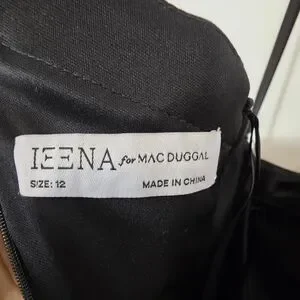 IEENA for MAC DUGGAL
SIZE: 12 MADE IN CHINA